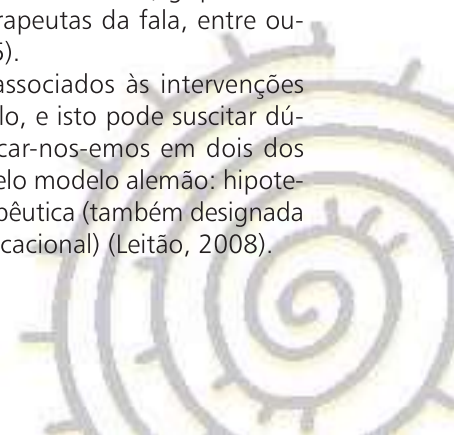 rapeutas da fala, entre ou-
5).
associados às intervenções
lo, e isto pode suscitar dú-
car-nos-emos em dois dos
elo modelo alemão: hipote-
pêutica (também designada
cacional) (Leitão, 2008).